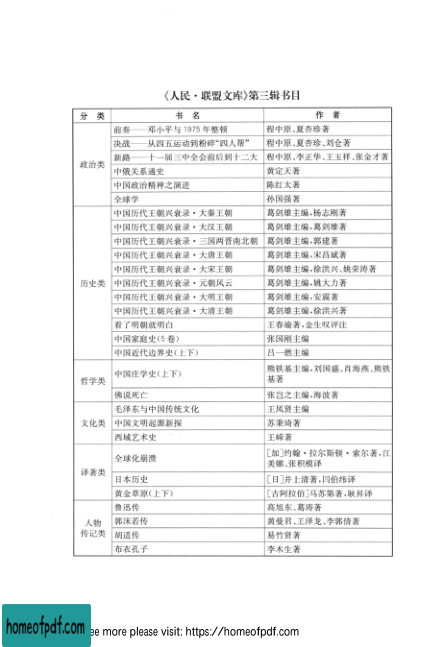 《人民·联盟文库》第三辑书目
分 类 书 名 作 者
政治类
前奏——邓小平与1975年整顿 程中原、夏杏珍著
决战——从四五运动到粉碎“四人帮” 程中原、夏杏珍、刘仓著
新路——十一届三中全会前后到十二大 程中原、李正华、王玉祥、张金才著
中俄关系通史 黄定天著
中国政治精神之演进 陈红太著
全球学 孙国强著
历史类
中国历代王朝兴衰录·大秦王朝 葛剑雄主编,杨志刚著
中国历代王朝兴衰录·大汉王朝 葛剑雄主编,葛剑雄著
中国历代王朝兴衰录·三国两晋南北朝 葛剑雄主编,郭建著
中国历代王朝兴衰录·大唐王朝 葛剑雄主编,宋昌斌著
中国历代王朝兴衰录·大宋王朝 葛剑雄主编,徐洪兴、姚荣涛著
中国历代王朝兴衰录·元朝风云 葛剑雄主编,姚大力著
中国历代王朝兴衰录·大明王朝 葛剑雄主编,安震著
中国历代王朝兴衰录·大清王朝 葛剑雄主编,徐洪兴著
看了明朝就明白 王春瑜著,金生叹评注
中国家庭史(5卷) 张国刚主编
中国近代边界史(上下) 吕一燃主编
哲学类
中国庄学史(上下) 熊铁基主编,刘固盛、肖海燕、熊铁
基著
佛说死亡 张岂之主编,海波著
文化类
毛泽东与中国传统文化 王凤贤主编
中国文明起源新探 苏秉琦著
西域艺术史 王嵘著
译著类
全球化崩溃 [加]约翰·拉尔斯顿·索尔著,江
美娜、张积模译
日本历史 [日]井上清著,闫伯纬译
黄金草原(上下) [古阿拉伯]马苏第著,耿昇译
人物
传记类
鲁迅传 高旭东、葛涛著
郭沫若传 黄曼君、王泽龙、李郭倩著
胡适传 易竹贤著
布衣孔子 李木生著
homeofpdf.com
ee more please visit: https://homeofpdf.com